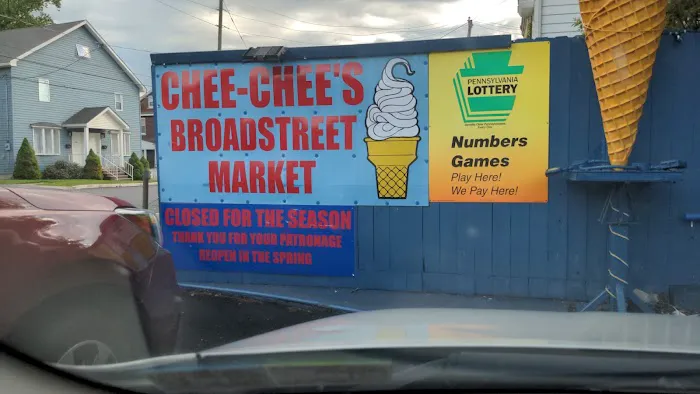 CHEE-CHEE'S
BROADSTREET
MARKET
CLOSED FOR THE SEASON
THANK YOU FOR YOUR PATRONAGE
REOPEN IN THE SPRING
PENNSYLVANIA
LOTTERY
Numbers
Games
Play Here!
We Pay Here!